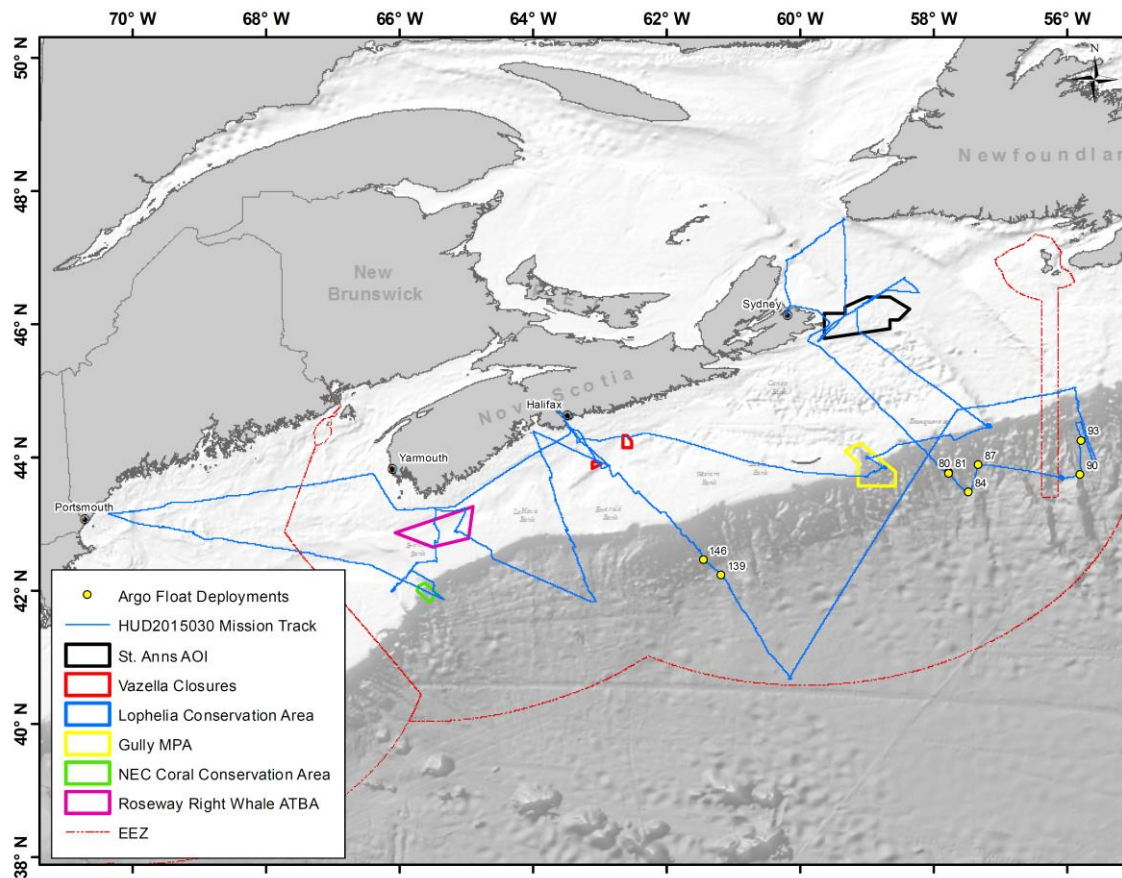 70° W 68° W 66° W 64° W 62° W 60° W 58° W 56° W
50° N
N
Newfoundlan
48° N
New
Brunswick
Sydney
46° N
Nova Scotia
Halifax
44° N
Yarmouth
93
87
80 81
90
84
Portsmouth
146
139
42° N
Argo Float Deployments
HUD2015030 Mission Track
St. Anns AOI
Vazella Closures
Lophelia Conservation Area
Gully MPA
NEC Coral Conservation Area
Roseway Right Whale ATBA
EEZ
40° N
38° N